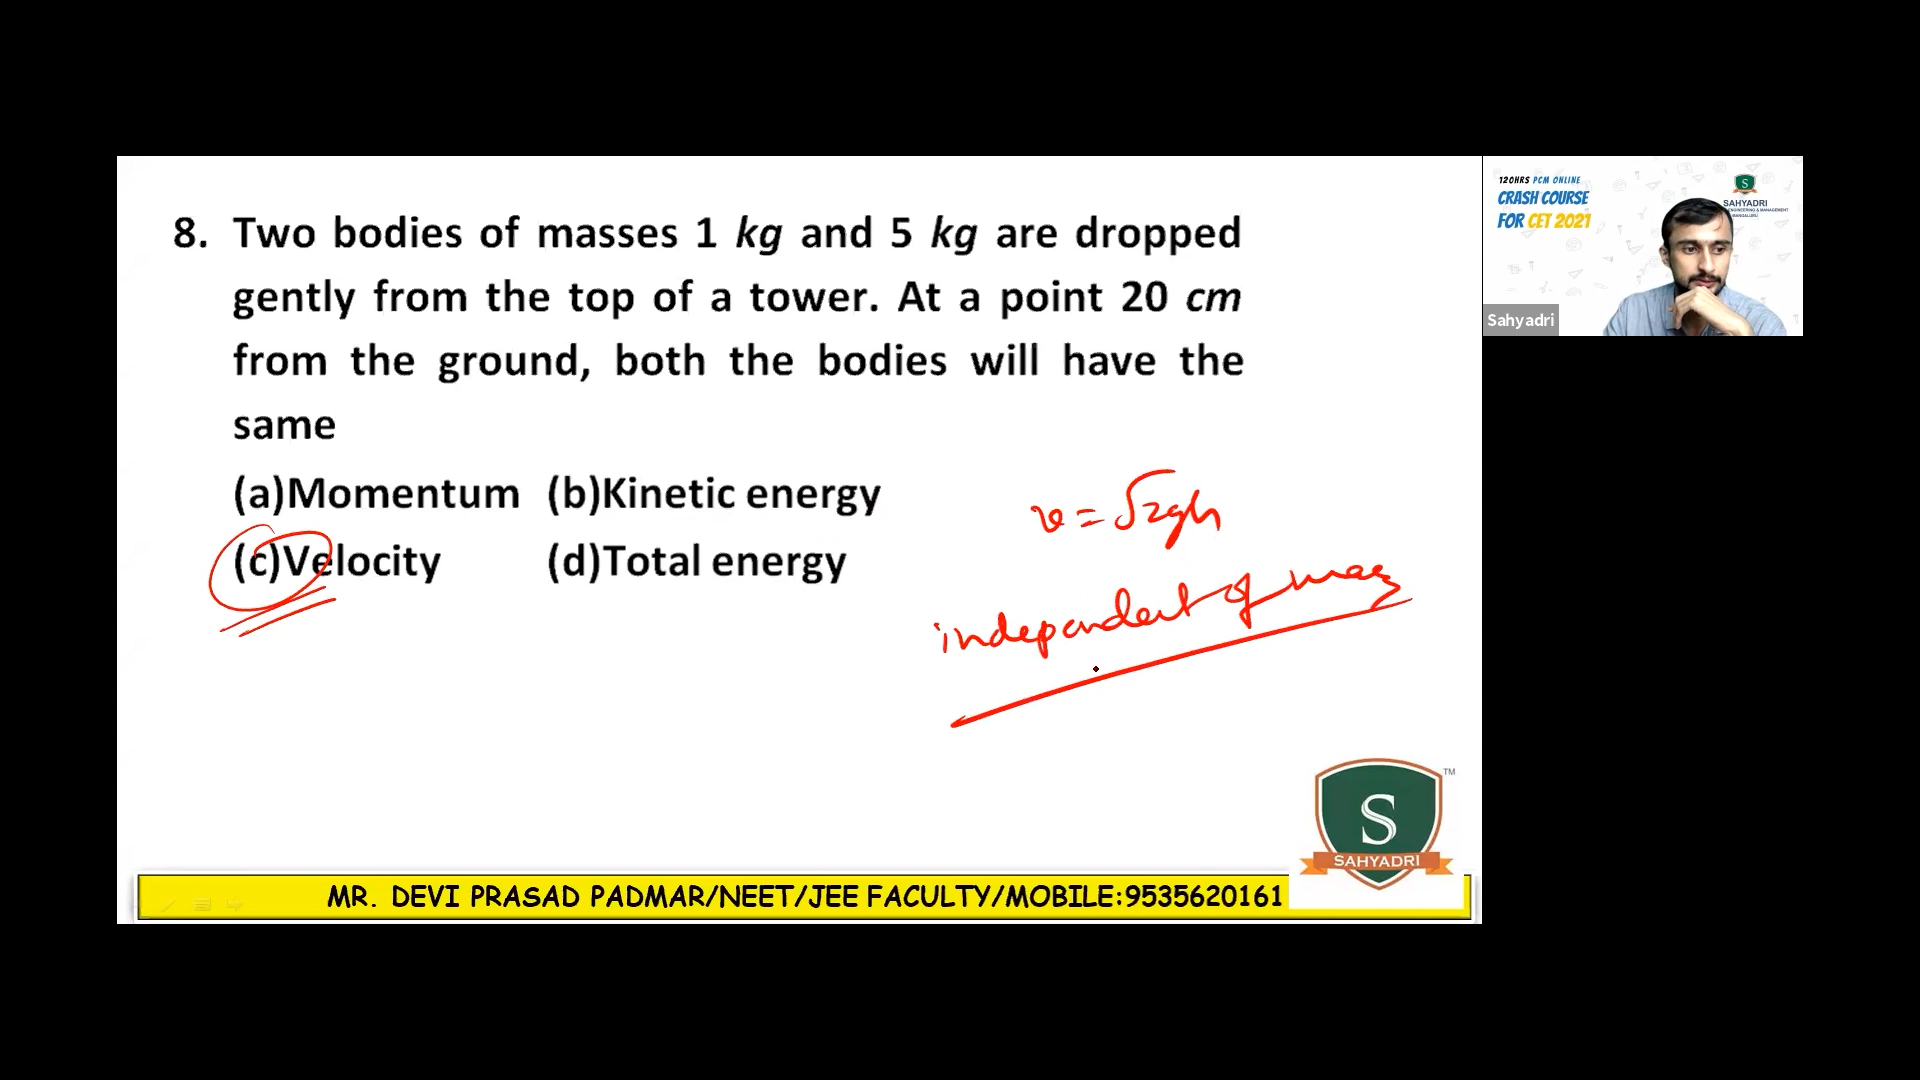 8. Two bodies of masses 1 kg and 5 kg are dropped
gently from the top of a tower. At a point 20 cm
from the ground, both the bodies will have the
same
(a)Momentum (b)Kinetic energy
(c)Velocity (d)Total energy
v = √2gh
independent of mass
MR. DEVI PRASAD PADMAR/NEET/JEE FACULTY/MOBILE:9535620161
S
SAHYADRI
TM
120HRS PCM ONLINE
CRASH COURSE
FOR CET 2021
S
SAHYADRI
ENGINEERING & MANAGEMENT
MANGALURU
Sahyadri